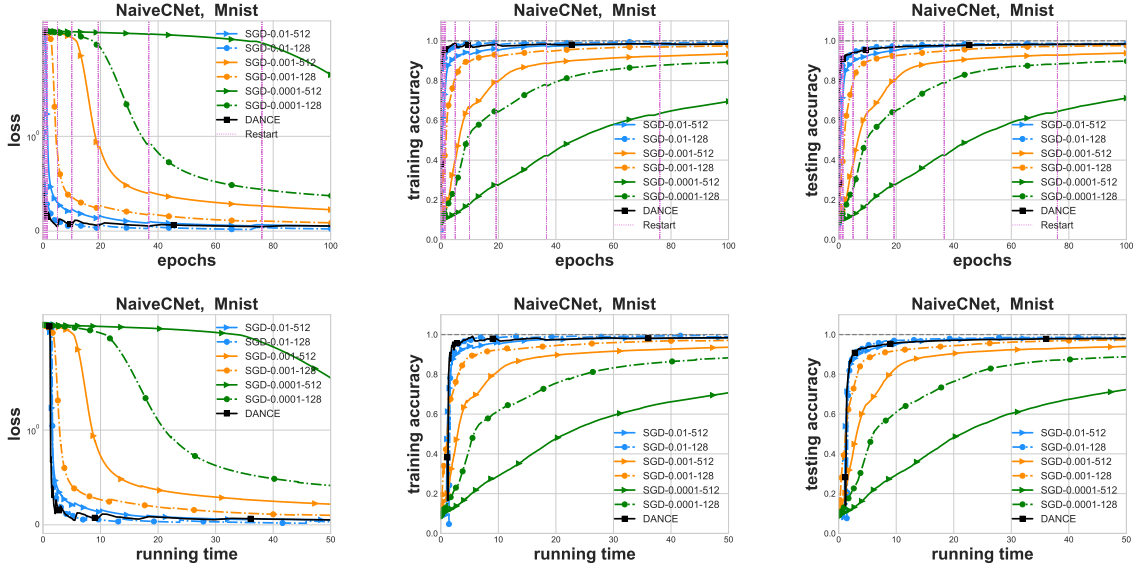 NaiveCNet, Mnist
loss
10⁰
0
0 20 40 60 80 100
epochs
SGD-0.01-512
SGD-0.01-128
SGD-0.001-512
SGD-0.001-128
SGD-0.0001-512
SGD-0.0001-128
DANCE
Restart
NaiveCNet, Mnist
training accuracy
1.0
0.8
0.6
0.4
0.2
0.0
0 20 40 60 80 100
epochs
SGD-0.01-512
SGD-0.01-128
SGD-0.001-512
SGD-0.001-128
SGD-0.0001-512
SGD-0.0001-128
DANCE
Restart
NaiveCNet, Mnist
testing accuracy
1.0
0.8
0.6
0.4
0.2
0.0
0 20 40 60 80 100
epochs
SGD-0.01-512
SGD-0.01-128
SGD-0.001-512
SGD-0.001-128
SGD-0.0001-512
SGD-0.0001-128
DANCE
Restart
NaiveCNet, Mnist
loss
10⁰
0
0 10 20 30 40 50
running time
SGD-0.01-512
SGD-0.01-128
SGD-0.001-512
SGD-0.001-128
SGD-0.0001-512
SGD-0.0001-128
DANCE
NaiveCNet, Mnist
training accuracy
1.0
0.8
0.6
0.4
0.2
0.0
0 10 20 30 40 50
running time
SGD-0.01-512
SGD-0.01-128
SGD-0.001-512
SGD-0.001-128
SGD-0.0001-512
SGD-0.0001-128
DANCE
NaiveCNet, Mnist
testing accuracy
1.0
0.8
0.6
0.4
0.2
0.0
0 10 20 30 40 50
running time
SGD-0.01-512
SGD-0.01-128
SGD-0.001-512
SGD-0.001-128
SGD-0.0001-512
SGD-0.0001-128
DANCE